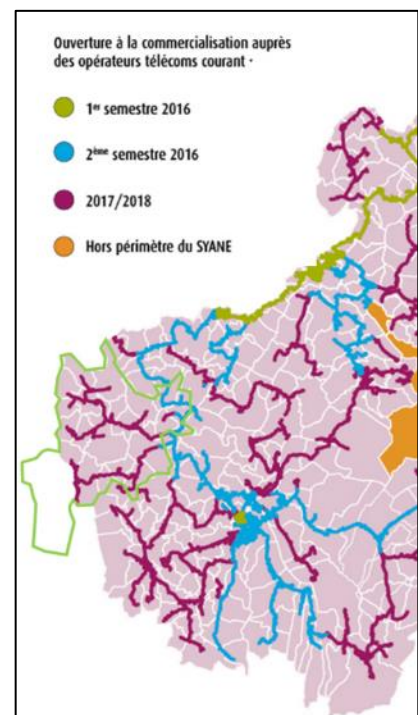 Ouverture à la commercialisation auprès
des opérateurs télécoms courant ·
1er semestre 2016
2ème semestre 2016
2017/2018
Hors périmètre du SYANE